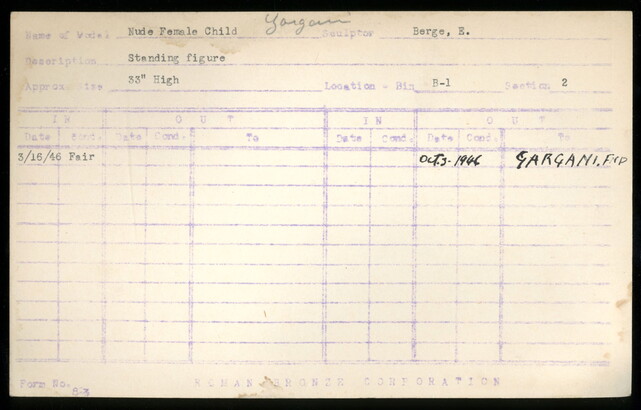 Gargani
Name of Model Nude Female Child Sculptor Berge, E.
Description Standing figure
Approx. Size 33" High Location - Bin B-1 Section 2
IN OUT IN OUT
Date Cond. Date Cond. To Date Cond. Date Cond. To
3/16/46 Fair Oct 3-1946 GARGANI.
Form No. 8-3 ROMAN BRONZE CORPORATION